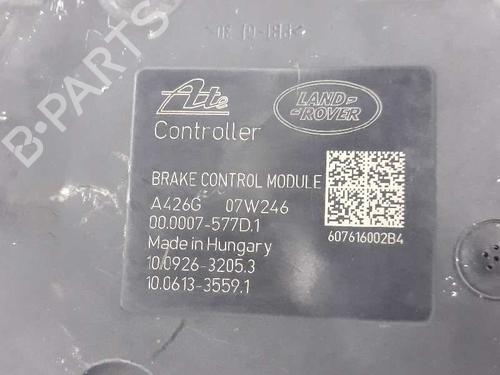 Ate
LAND-
-ROVER
Controller
BRAKE CONTROL MODULE
A426G 07W246
00.0007-577D.1
Made in Hungary
10.0926-3205.3
10.0613-3559.1
607616002B4
B-PARTS